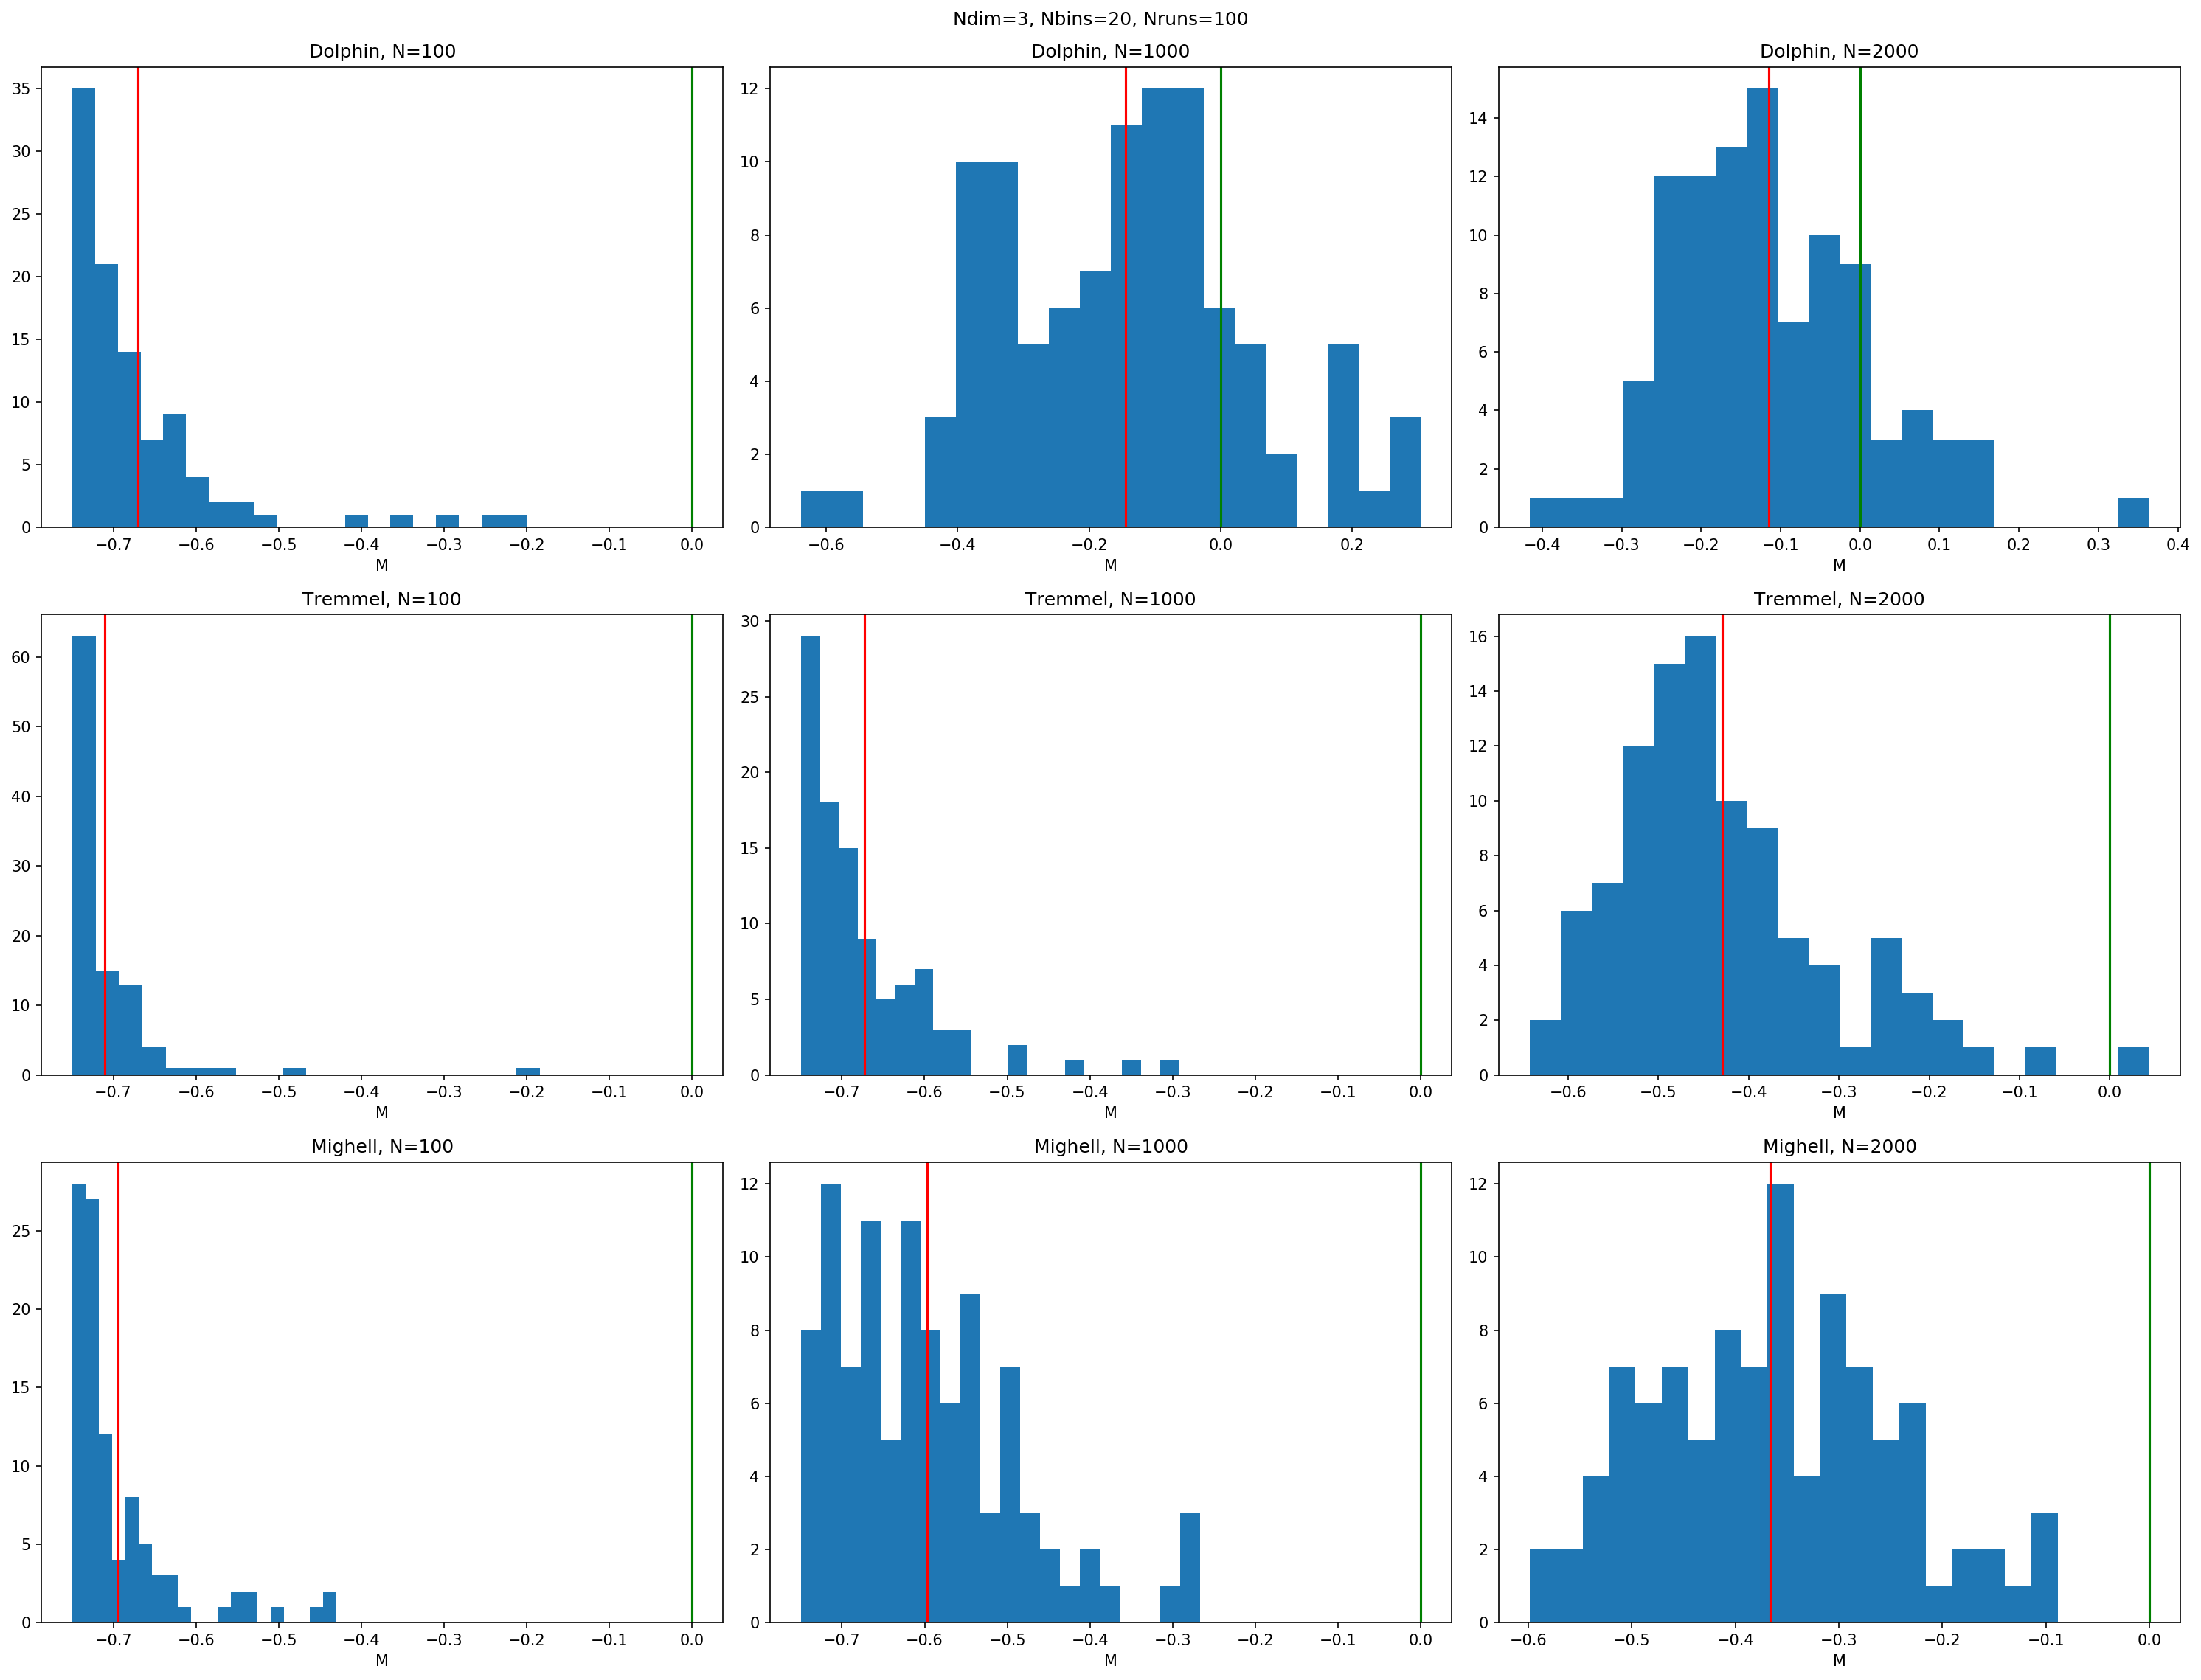 Ndim=3, Nbins=20, Nruns=100
Dolphin, N=100
35
30
25
20
15
10
5
0
−0.7 −0.6 −0.5 −0.4 −0.3 −0.2 −0.1 0.0
M
Dolphin, N=1000
12
10
8
6
4
2
0
−0.6 −0.4 −0.2 0.0 0.2
M
Dolphin, N=2000
14
12
10
8
6
4
2
0
−0.4 −0.3 −0.2 −0.1 0.0 0.1 0.2 0.3 0.4
M
Tremmel, N=100
60
50
40
30
20
10
0
−0.7 −0.6 −0.5 −0.4 −0.3 −0.2 −0.1 0.0
M
Tremmel, N=1000
30
25
20
15
10
5
0
−0.7 −0.6 −0.5 −0.4 −0.3 −0.2 −0.1 0.0
M
Tremmel, N=2000
16
14
12
10
8
6
4
2
0
−0.6 −0.5 −0.4 −0.3 −0.2 −0.1 0.0
M
Mighell, N=100
25
20
15
10
5
0
−0.7 −0.6 −0.5 −0.4 −0.3 −0.2 −0.1 0.0
M
Mighell, N=1000
12
10
8
6
4
2
0
−0.7 −0.6 −0.5 −0.4 −0.3 −0.2 −0.1 0.0
M
Mighell, N=2000
12
10
8
6
4
2
0
−0.6 −0.5 −0.4 −0.3 −0.2 −0.1 0.0
M